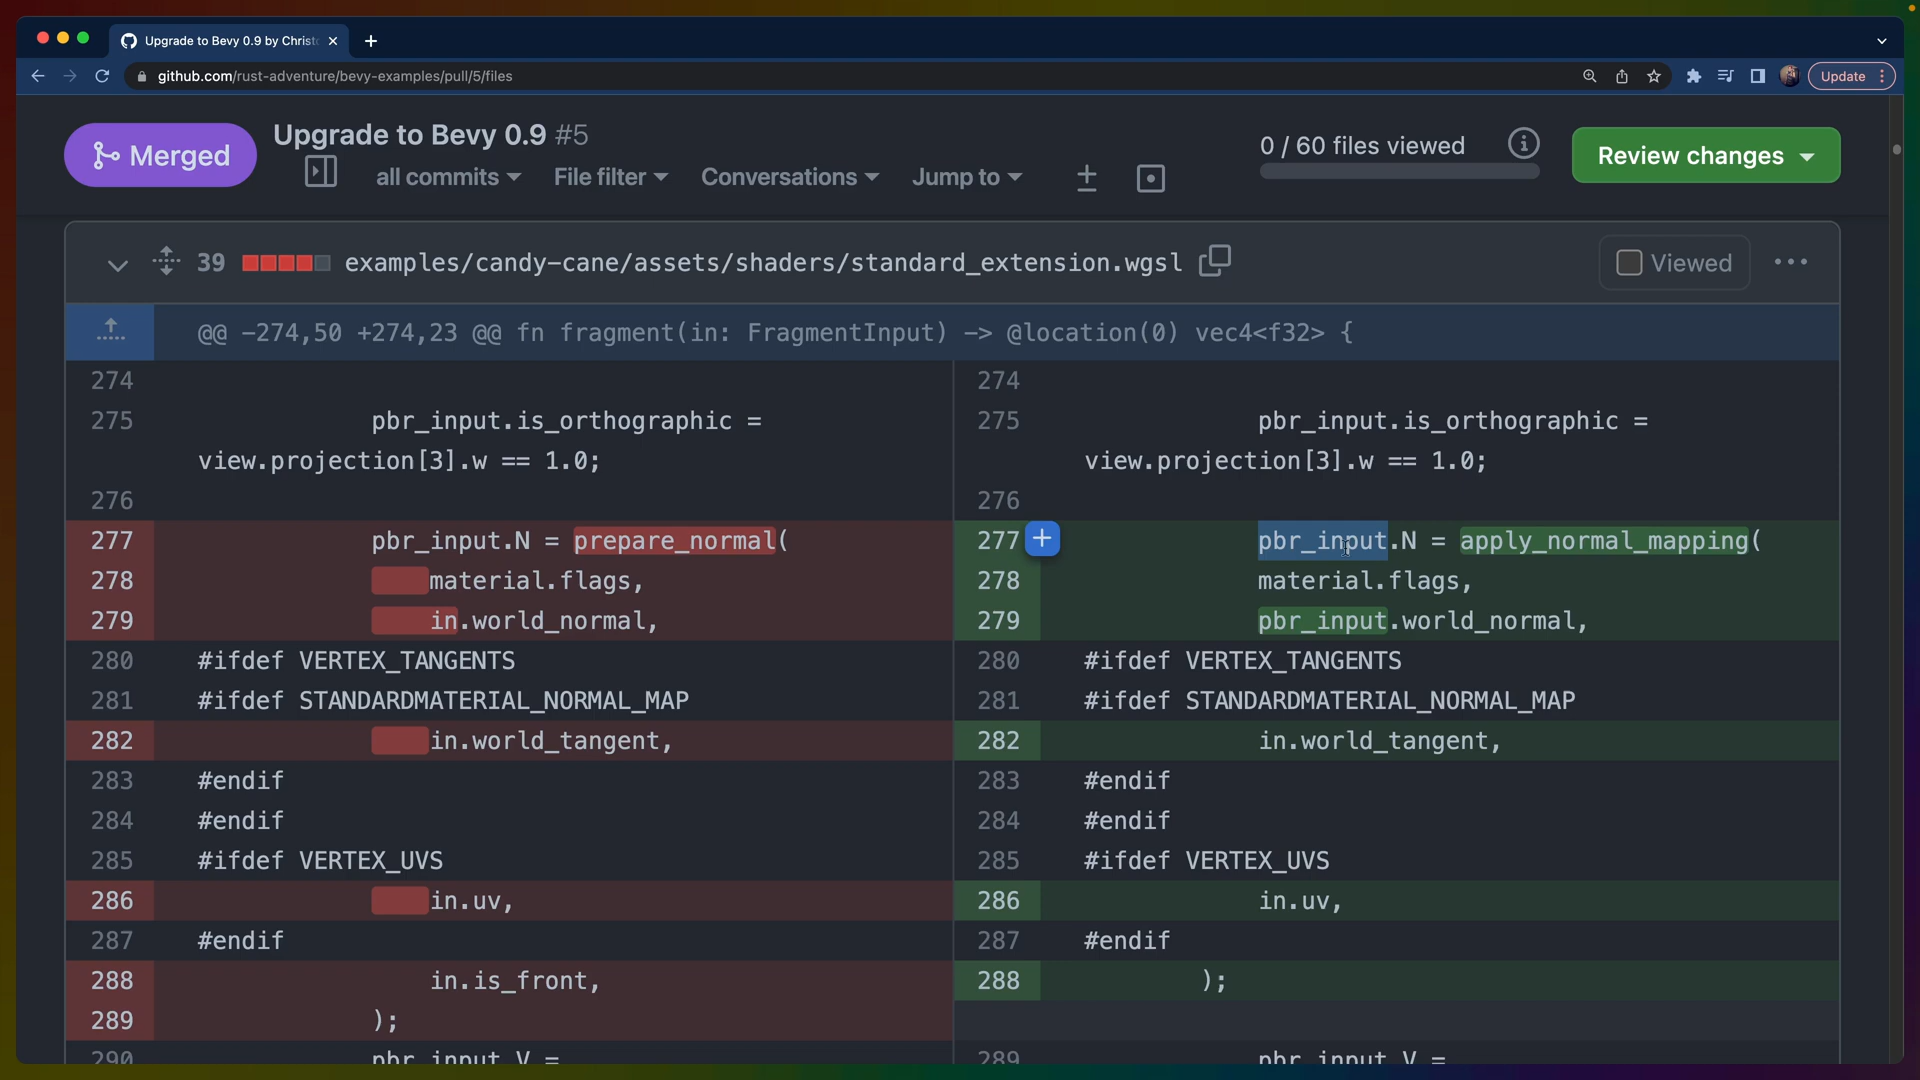 Upgrade to Bevy 0.9 by Christ
github.com/rust-adventure/bevy-examples/pull/5/files
Update
Merged
Upgrade to Bevy 0.9 #5
all commits
File filter
Conversations
Jump to
0 / 60 files viewed
Review changes
39 examples/candy-cane/assets/shaders/standard_extension.wgsl
Viewed
@@ -274,50 +274,23 @@ fn fragment(in: FragmentInput) -> @location(0) vec4<f32> {
274
275 pbr_input.is_orthographic =
view.projection[3].w == 1.0;
276
277 pbr_input.N = prepare_normal(
278 material.flags,
279 in.world_normal,
280 #ifdef VERTEX_TANGENTS
281 #ifdef STANDARDMATERIAL_NORMAL_MAP
282 in.world_tangent,
283 #endif
284 #endif
285 #ifdef VERTEX_UVS
286 in.uv,
287 #endif
288 in.is_front,
289 );
290 pbr_input.V =
274
275 pbr_input.is_orthographic =
view.projection[3].w == 1.0;
276
277 pbr_input.N = apply_normal_mapping(
278 material.flags,
279 pbr_input.world_normal,
280 #ifdef VERTEX_TANGENTS
281 #ifdef STANDARDMATERIAL_NORMAL_MAP
282 in.world_tangent,
283 #endif
284 #endif
285 #ifdef VERTEX_UVS
286 in.uv,
287 #endif
288 );
289 pbr_input.V =